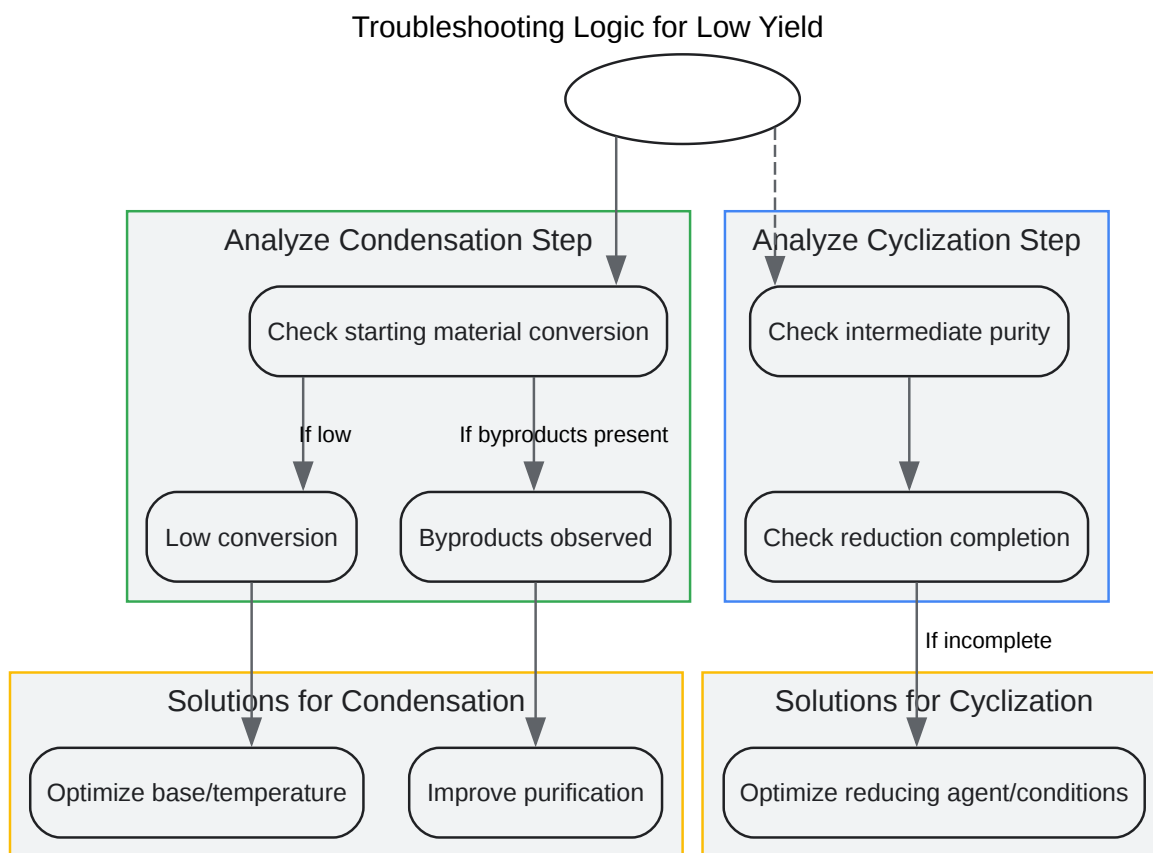 Troubleshooting Logic for Low Yield
Analyze Condensation Step
Analyze Cyclization Step
Check starting material conversion
Check intermediate purity
If low
If byproducts present
Low conversion
Byproducts observed
Check reduction completion
If incomplete
Solutions for Condensation
Solutions for Cyclization
Optimize base/temperature
Improve purification
Optimize reducing agent/conditions